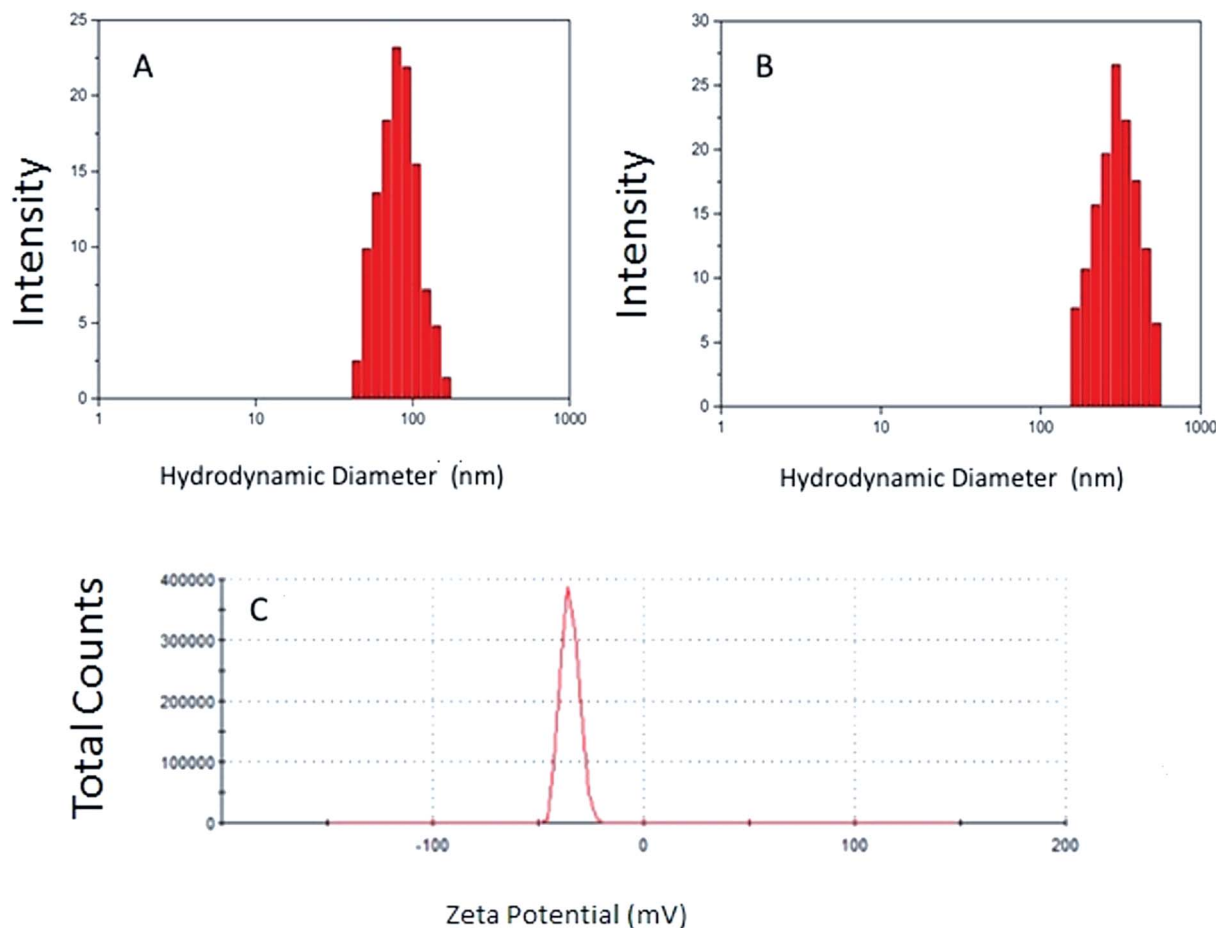 A
Intensity
25
20
15
10
5
0
1 10 100 1000
Hydrodynamic Diameter (nm)
B
Intensity
30
25
20
15
10
5
0
1 10 100 1000
Hydrodynamic Diameter (nm)
C
Total Counts
400000
300000
200000
100000
0
-100 0 100 200
Zeta Potential (mV)